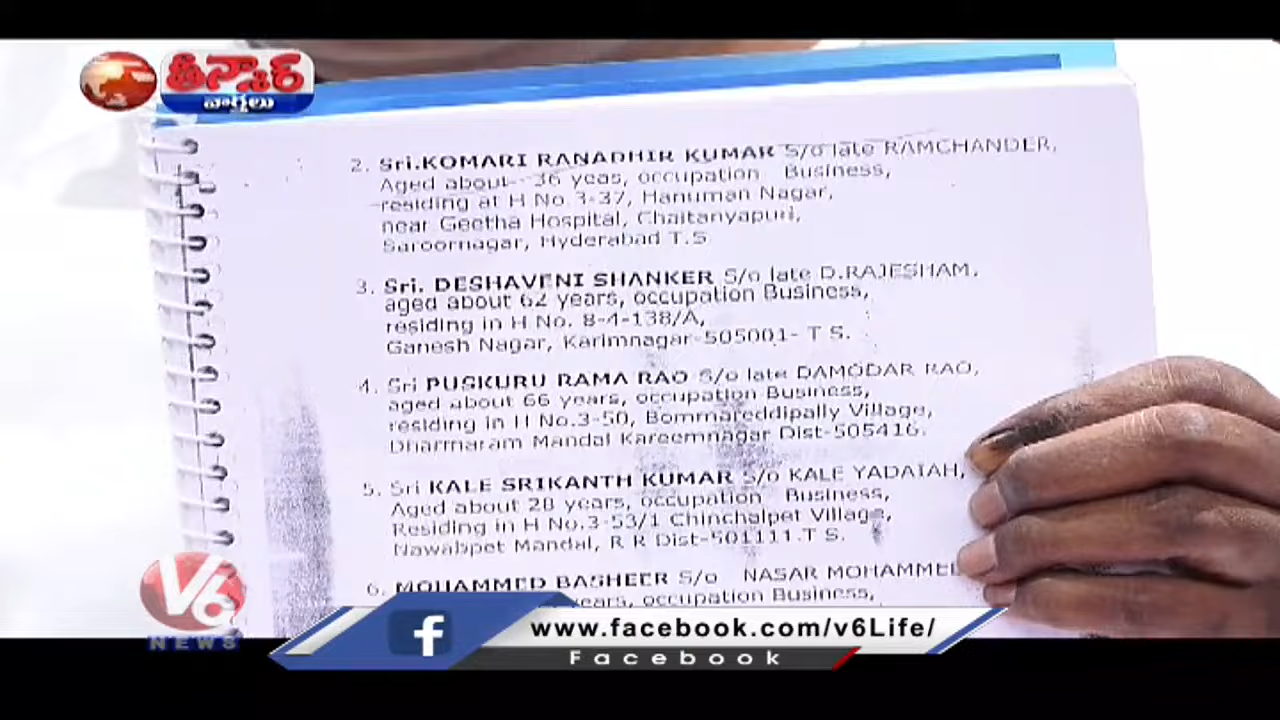 తీన్మార్
వార్తలు
2. Sri.KOMARI RANADHIR KUMAR S/o late RAMCHANDER,
Aged about 36 yeas, occupation Business,
residing at H No.3-37, Hanuman Nagar,
near Geetha Hospital, Chaitanyapuri,
Saroornagar, Hyderabad T.S
3. Sri. DESHAVENI SHANKER S/o late D.RAJESHAM,
aged about 62 years, occupation Business,
residing in H No. 8-4-138/A,
Ganesh Nagar, Karimnagar-505001- T S.
4. Sri PUSKURU RAMA RAO S/o late DAMODAR RAO,
aged about 66 years, occupation Business,
residing in H No.3-50, Bommareddipally Village,
Dharmaram Mandal Kareemnagar Dist-505416.
5. Sri KALE SRIKANTH KUMAR S/o KALE YADAIAH,
Aged about 28 years, occupation Business,
Residing in H No.3-53/1 Chinchalpet Village,
Nawabpet Mandal, R R Dist-501111.T S.
6. MOHAMMED BASHEER S/o NASAR MOHAMMED
years, occupation Business,
V6
NEWS
f
www.facebook.com/v6Life/
Facebook